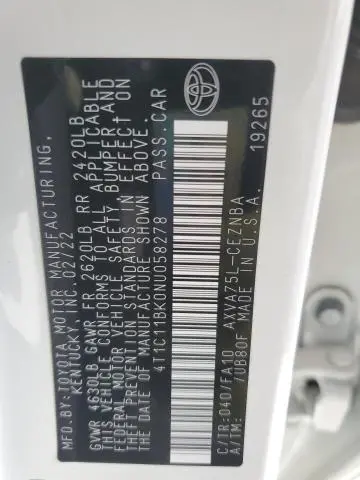 MFD.BY:TOYOTA MOTOR MANUFACTURING,
KENTUCKY,INC.02/22
GVWR 4630LB GAWR FR 2620LB RR 2420LB
THIS VEHICLE CONFORMS TO ALL APPLICABLE
FEDERAL MOTOR VEHICLE SAFETY,BUMPER,AND
THEFT PREVENTION STANDARDS IN EFFECT ON
THE DATE OF MANUFACTURE SHOWN ABOVE.
4T1C11BK0NU058278 PASS.CAR
C/TR:040/FA10 AXVA75L-CEZNBA
A/TM: /UB80F MADE IN U.S.A.
19265